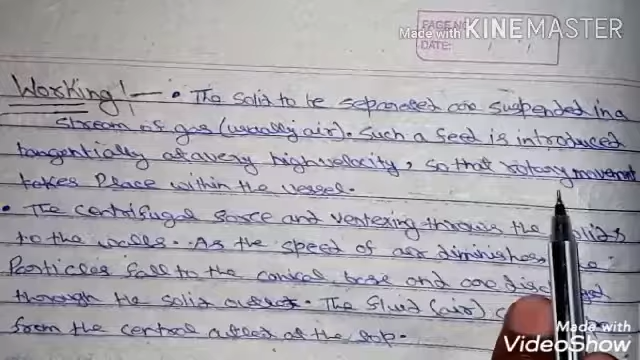 PAGE NO.
DATE:
Made with KINEMASTER
Working!— • The solid to be separated are suspended in a
stream of gas (usually air). Such a feed is introduced
tangentially at a very high velocity, so that rotary movement
takes place within the vessel.
• The centrifugal force and vertexing throws the solids
to the walls. As the speed of air diminishes, the
Particles fall to the conical base and are
through the solid outlet. The fluid (air)
from the central outlet at the top.
Made with
VideoShow